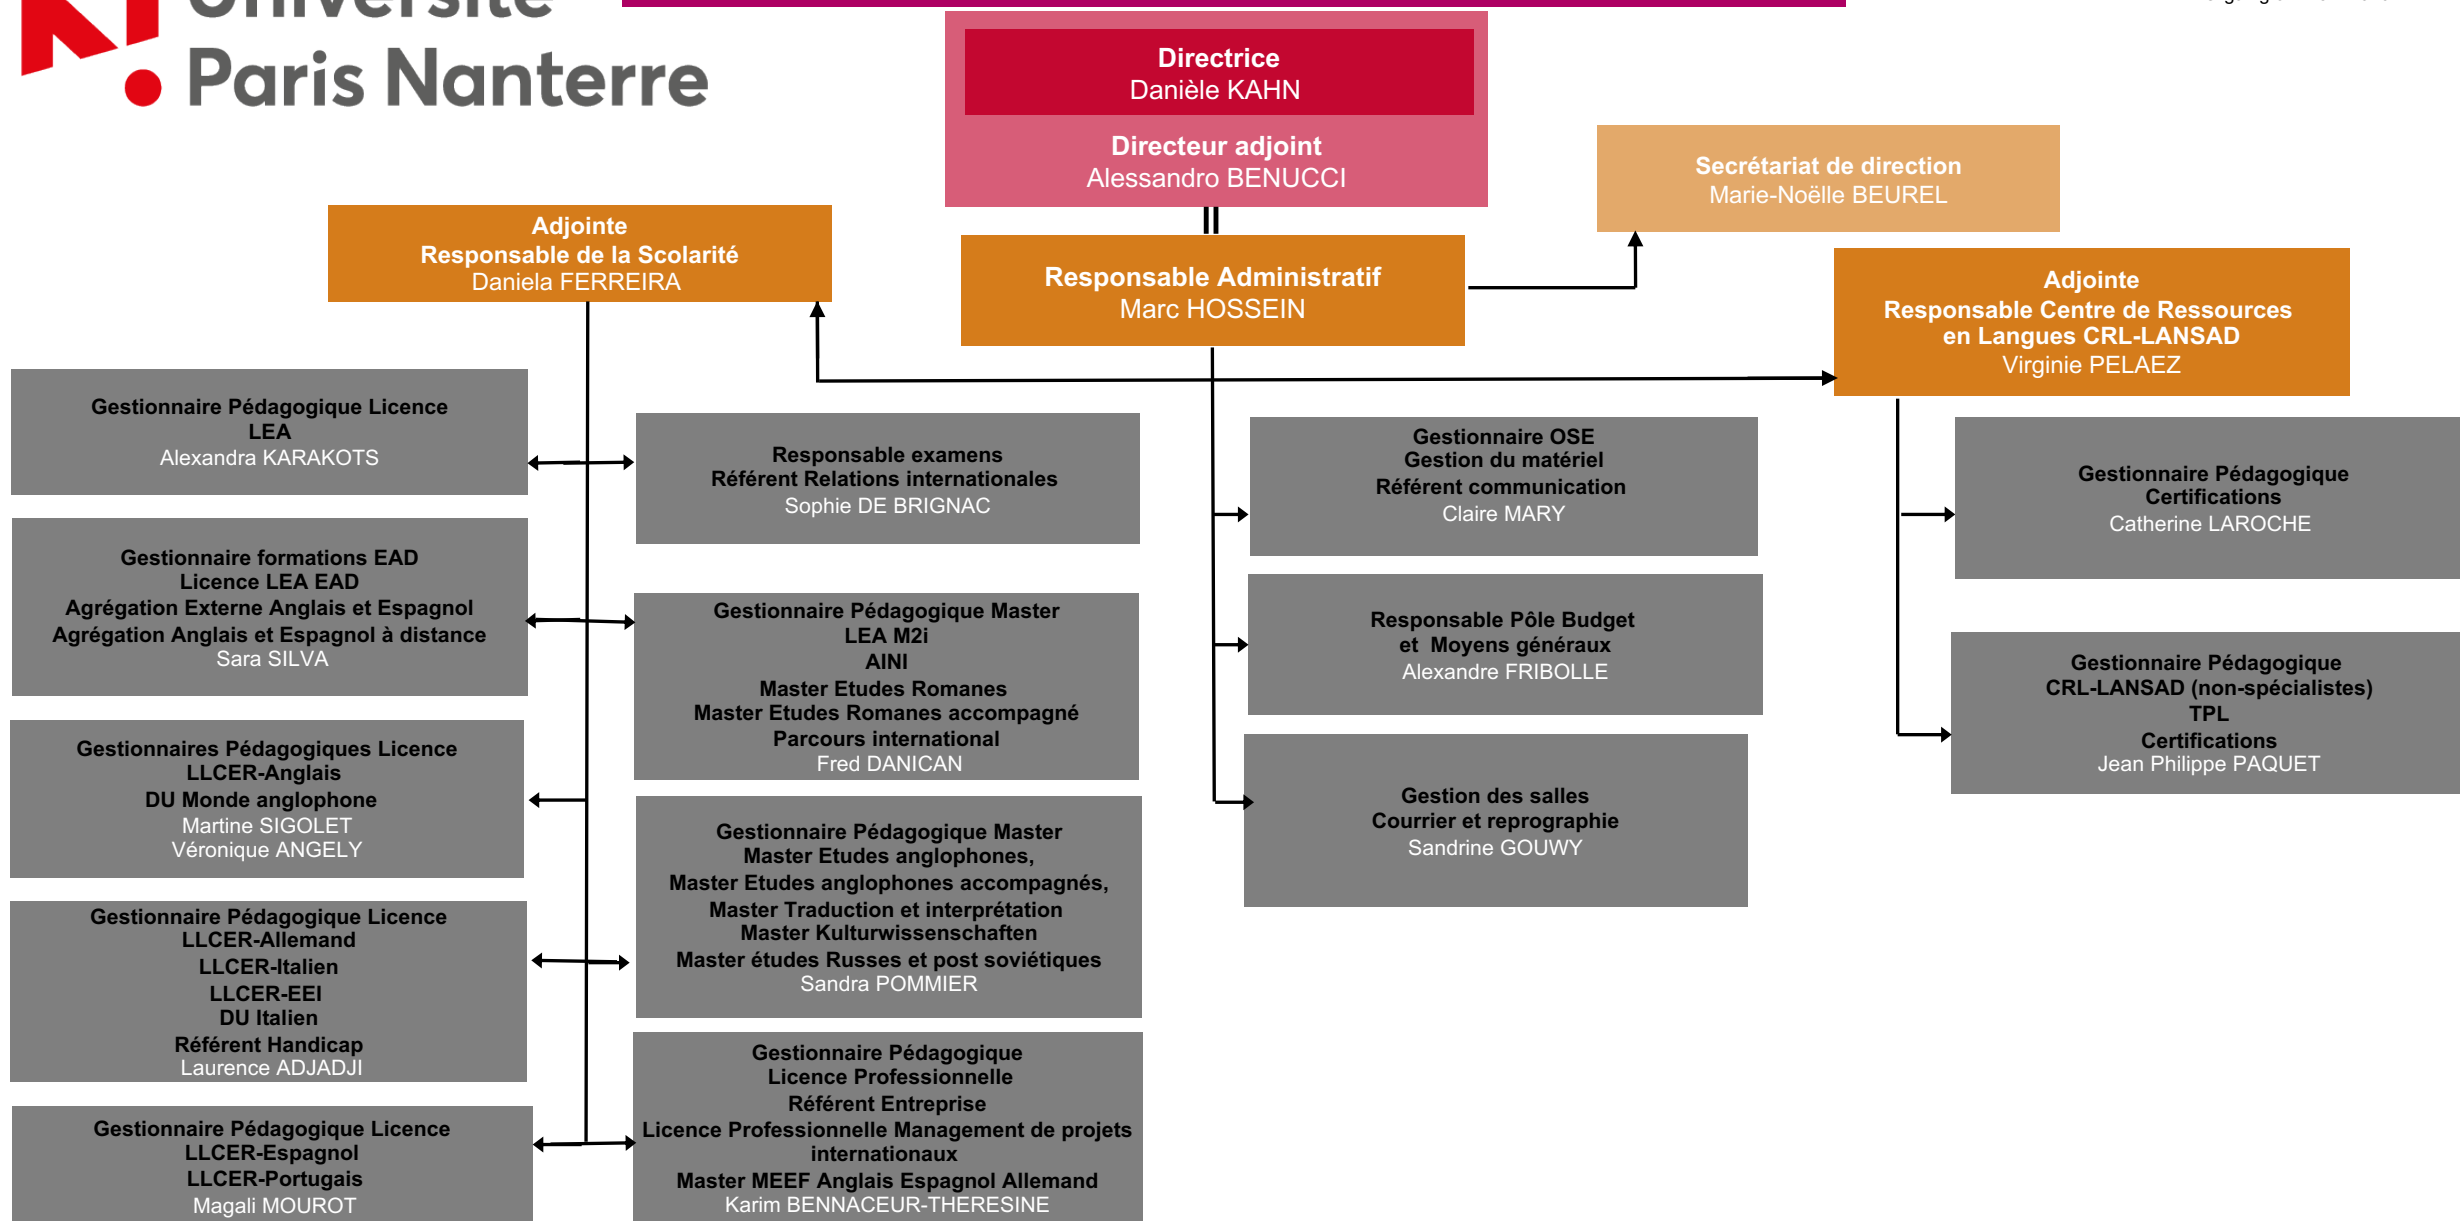 Université
Paris Nanterre
Directrice
Danièle KAHN
Directeur adjoint
Alessandro BENUCCI
Secrétariat de direction
Marie-Noëlle BEUREL
Adjointe
Responsable de la Scolarité
Daniela FERREIRA
Responsable Administratif
Marc HOSSEIN
Adjointe
Responsable Centre de Ressources
en Langues CRL-LANSAD
Virginie PELAEZ
Gestionnaire Pédagogique Licence
LEA
Alexandra KARAKOTS
Gestionnaire formations EAD
Licence LEA EAD
Agrégation Externe Anglais et Espagnol
Agrégation Anglais et Espagnol à distance
Sara SILVA
Gestionnaires Pédagogiques Licence
LLCER-Anglais
DU Monde anglophone
Martine SIGOLET
Véronique ANGELY
Gestionnaire Pédagogique Licence
LLCER-Allemand
LLCER-Italien
LLCER-EEI
DU Italien
Référent Handicap
Laurence ADJADJI
Gestionnaire Pédagogique Licence
LLCER-Espagnol
LLCER-Portugais
Magali MOUROT
Responsable examens
Référent Relations internationales
Sophie DE BRIGNAC
Gestionnaire Pédagogique Master
LEA M2i
AINI
Master Etudes Romanes
Master Etudes Romanes accompagné
Parcours international
Fred DANICAN
Gestionnaire Pédagogique Master
Master Etudes anglophones,
Master Etudes anglophones accompagnés,
Master Traduction et interprétation
Master Kulturwissenschaften
Master études Russes et post soviétiques
Sandra POMMIER
Gestionnaire Pédagogique
Licence Professionnelle
Référent Entreprise
Licence Professionnelle Management de projets
internationaux
Master MEEF Anglais Espagnol Allemand
Karim BENNACEUR-THERESINE
Gestionnaire OSE
Gestion du matériel
Référent communication
Claire MARY
Responsable Pôle Budget
et  Moyens généraux
Alexandre FRIBOLLE
Gestion des salles
Courrier et reprographie
Sandrine GOUWY
Gestionnaire Pédagogique
Certifications
Catherine LAROCHE
Gestionnaire Pédagogique
CRL-LANSAD (non-spécialistes)
TPL
Certifications
Jean Philippe PAQUET